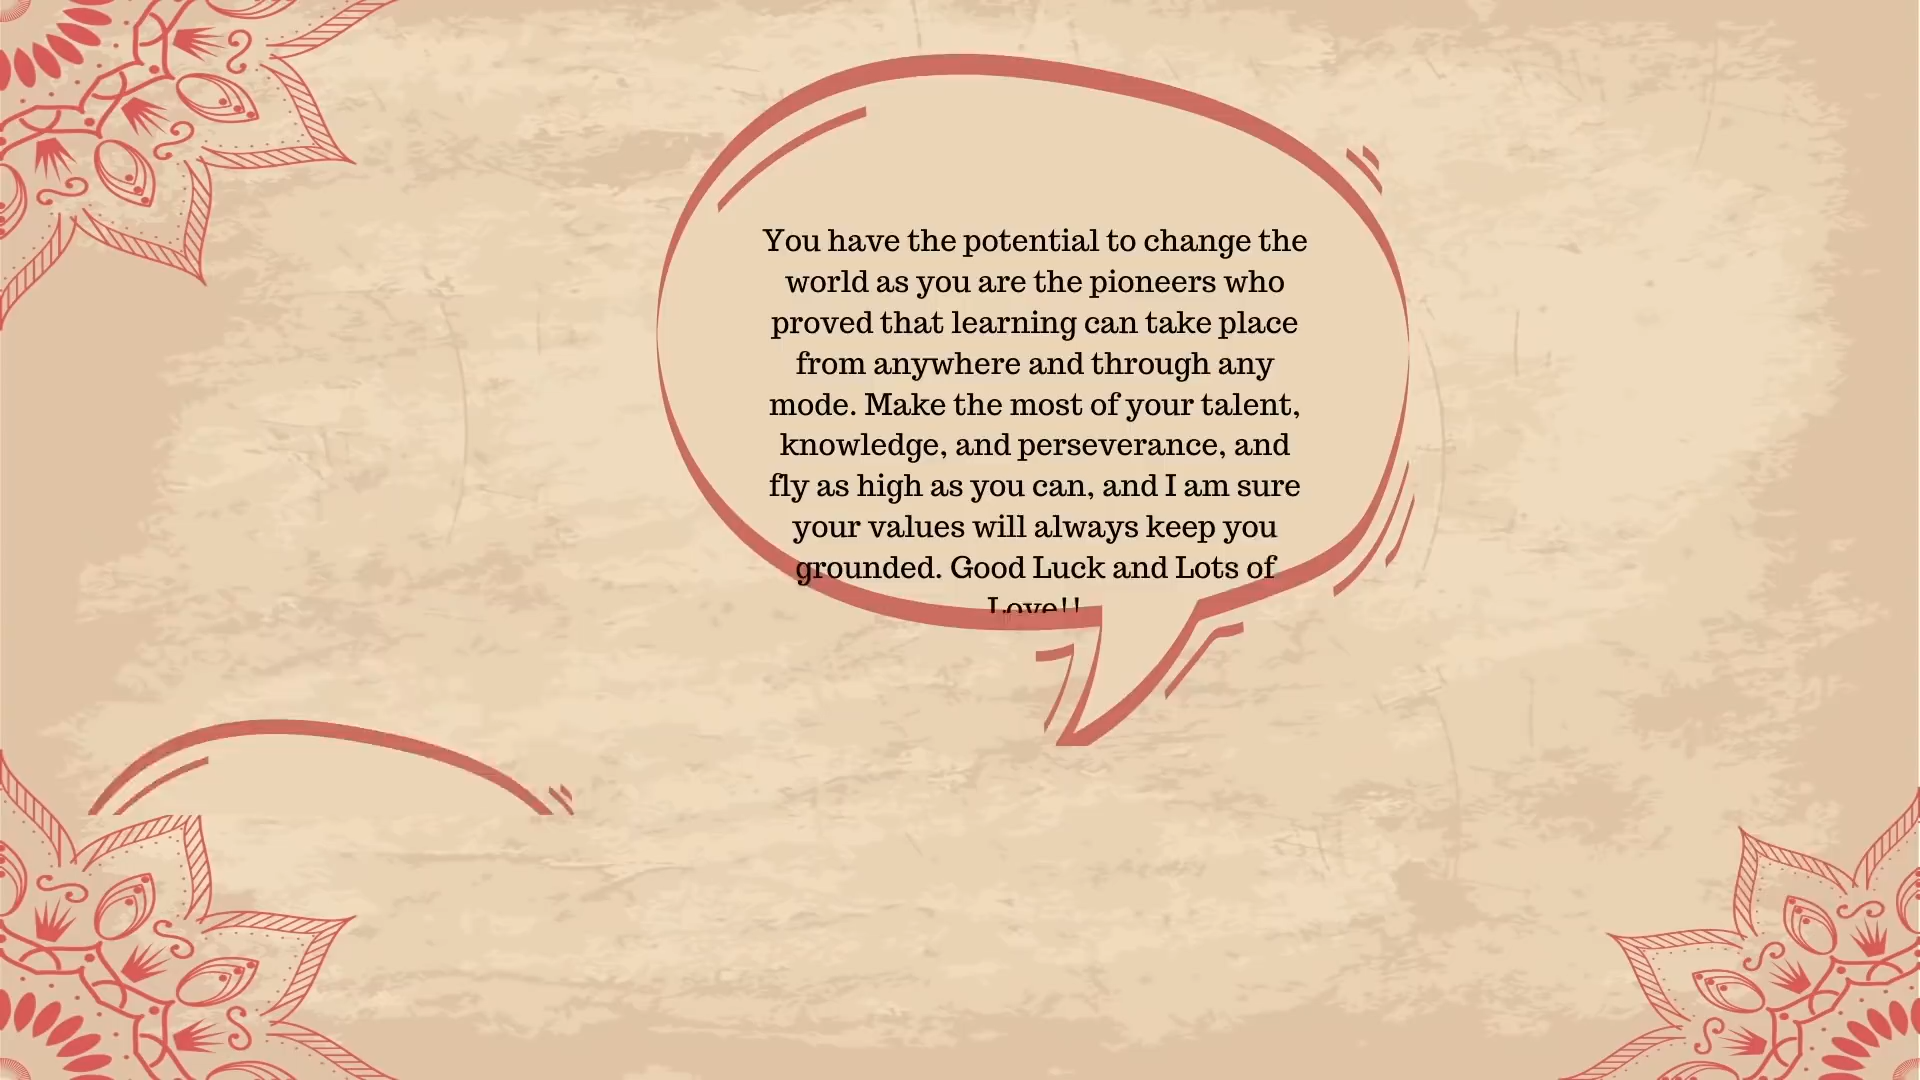 You have the potential to change the
world as you are the pioneers who
proved that learning can take place
from anywhere and through any
mode. Make the most of your talent,
knowledge, and perseverance, and
fly as high as you can, and I am sure
your values will always keep you
grounded. Good Luck and Lots of
Love!!